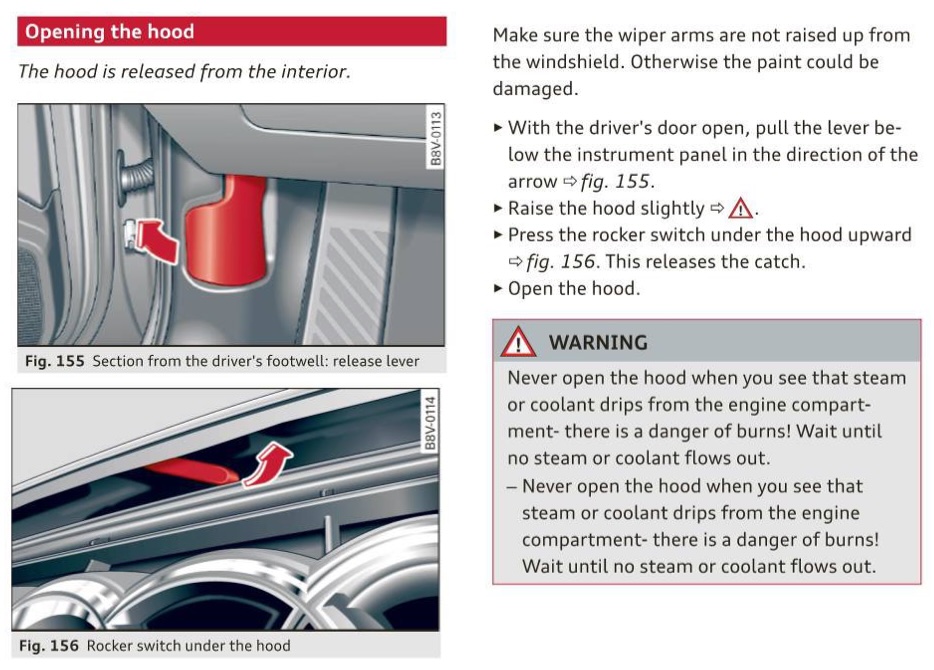 Opening the hood
The hood is released from the interior.
B8V-0113
Fig. 155 Section from the driver's footwell: release lever
B8V-0114
Fig. 156 Rocker switch under the hood
Make sure the wiper arms are not raised up from
the windshield. Otherwise the paint could be
damaged.
▸ With the driver's door open, pull the lever be-
low the instrument panel in the direction of the
arrow ⇨ fig. 155.
▸ Raise the hood slightly ⇨ ⚠.
▸ Press the rocker switch under the hood upward
⇨ fig. 156. This releases the catch.
▸ Open the hood.
⚠ WARNING
Never open the hood when you see that steam
or coolant drips from the engine compart-
ment- there is a danger of burns! Wait until
no steam or coolant flows out.
– Never open the hood when you see that
steam or coolant drips from the engine
compartment- there is a danger of burns!
Wait until no steam or coolant flows out.